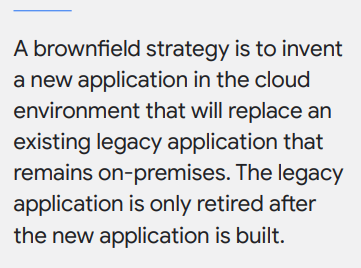 A brownfield strategy is to invent
a new application in the cloud
environment that will replace an
existing legacy application that
remains on-premises. The legacy
application is only retired after
the new application is built.